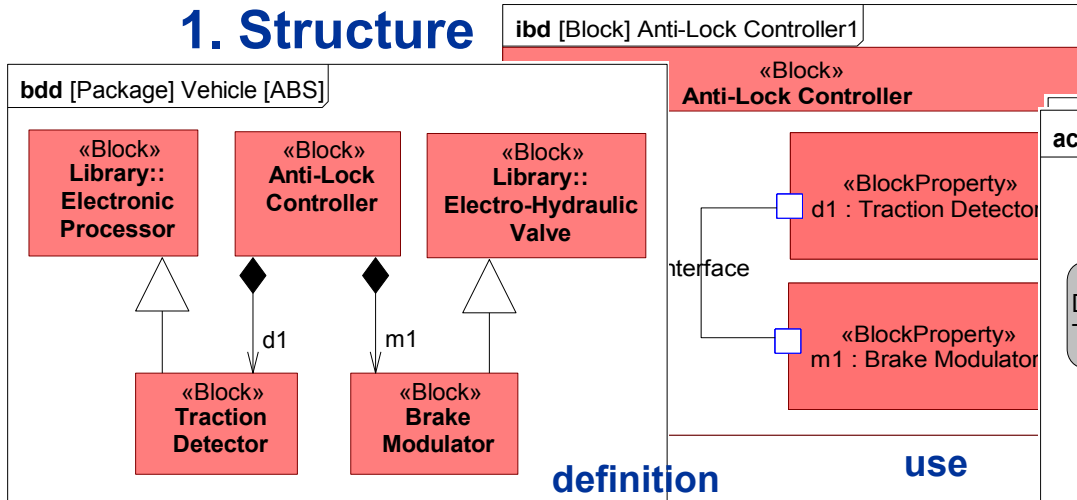 1. Structure
ibd [Block] Anti-Lock Controller1
«Block»
Anti-Lock Controller
bdd [Package] Vehicle [ABS]
«Block»
Library::
Electronic
Processor
«Block»
Anti-Lock
Controller
«Block»
Library::
Electro-Hydraulic
Valve
d1
m1
«Block»
Traction
Detector
«Block»
Brake
Modulator
definition
«BlockProperty»
d1 : Traction Detector
nterface
«BlockProperty»
m1 : Brake Modulator
use
ac